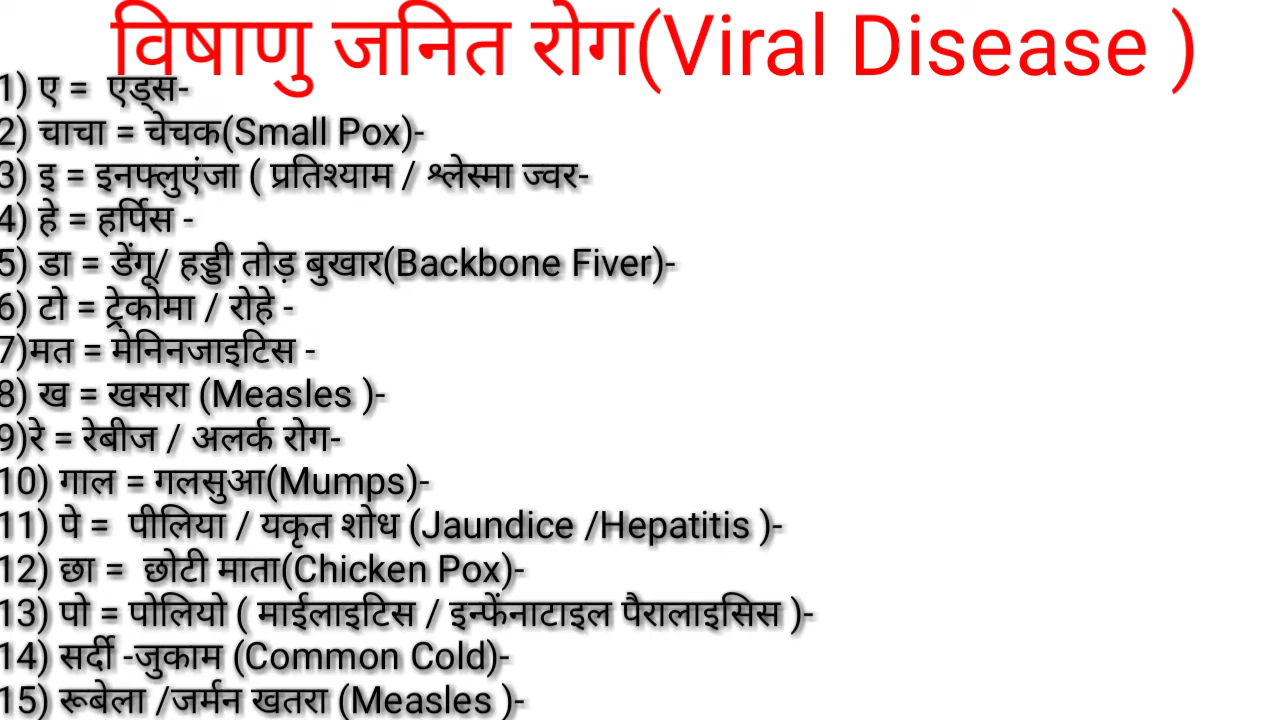 विषाणु जनित रोग(Viral Disease )
1) ए =  एड्स-
2) चाचा = चेचक(Small Pox)-
3) इ = इनफ्लुएंजा ( प्रतिश्याम / श्लेस्मा ज्वर-
4) हे = हर्पिस -
5) डा = डेंगू/ हड्डी तोड़ बुखार(Backbone Fiver)-
6) टो = ट्रेकोमा / रोहे -
7)मत = मेनिनजाइटिस -
8) ख = खसरा (Measles )-
9)रे = रेबीज / अलर्क रोग-
10) गाल = गलसुआ(Mumps)-
11) पे =  पीलिया / यकृत शोध (Jaundice /Hepatitis )-
12) छा =  छोटी माता(Chicken Pox)-
13) पो = पोलियो ( माईलाइटिस / इन्फेंनाटाइल पैरालाइसिस )-
14) सर्दी -जुकाम (Common Cold)-
15) रूबेला /जर्मन खतरा (Measles )-